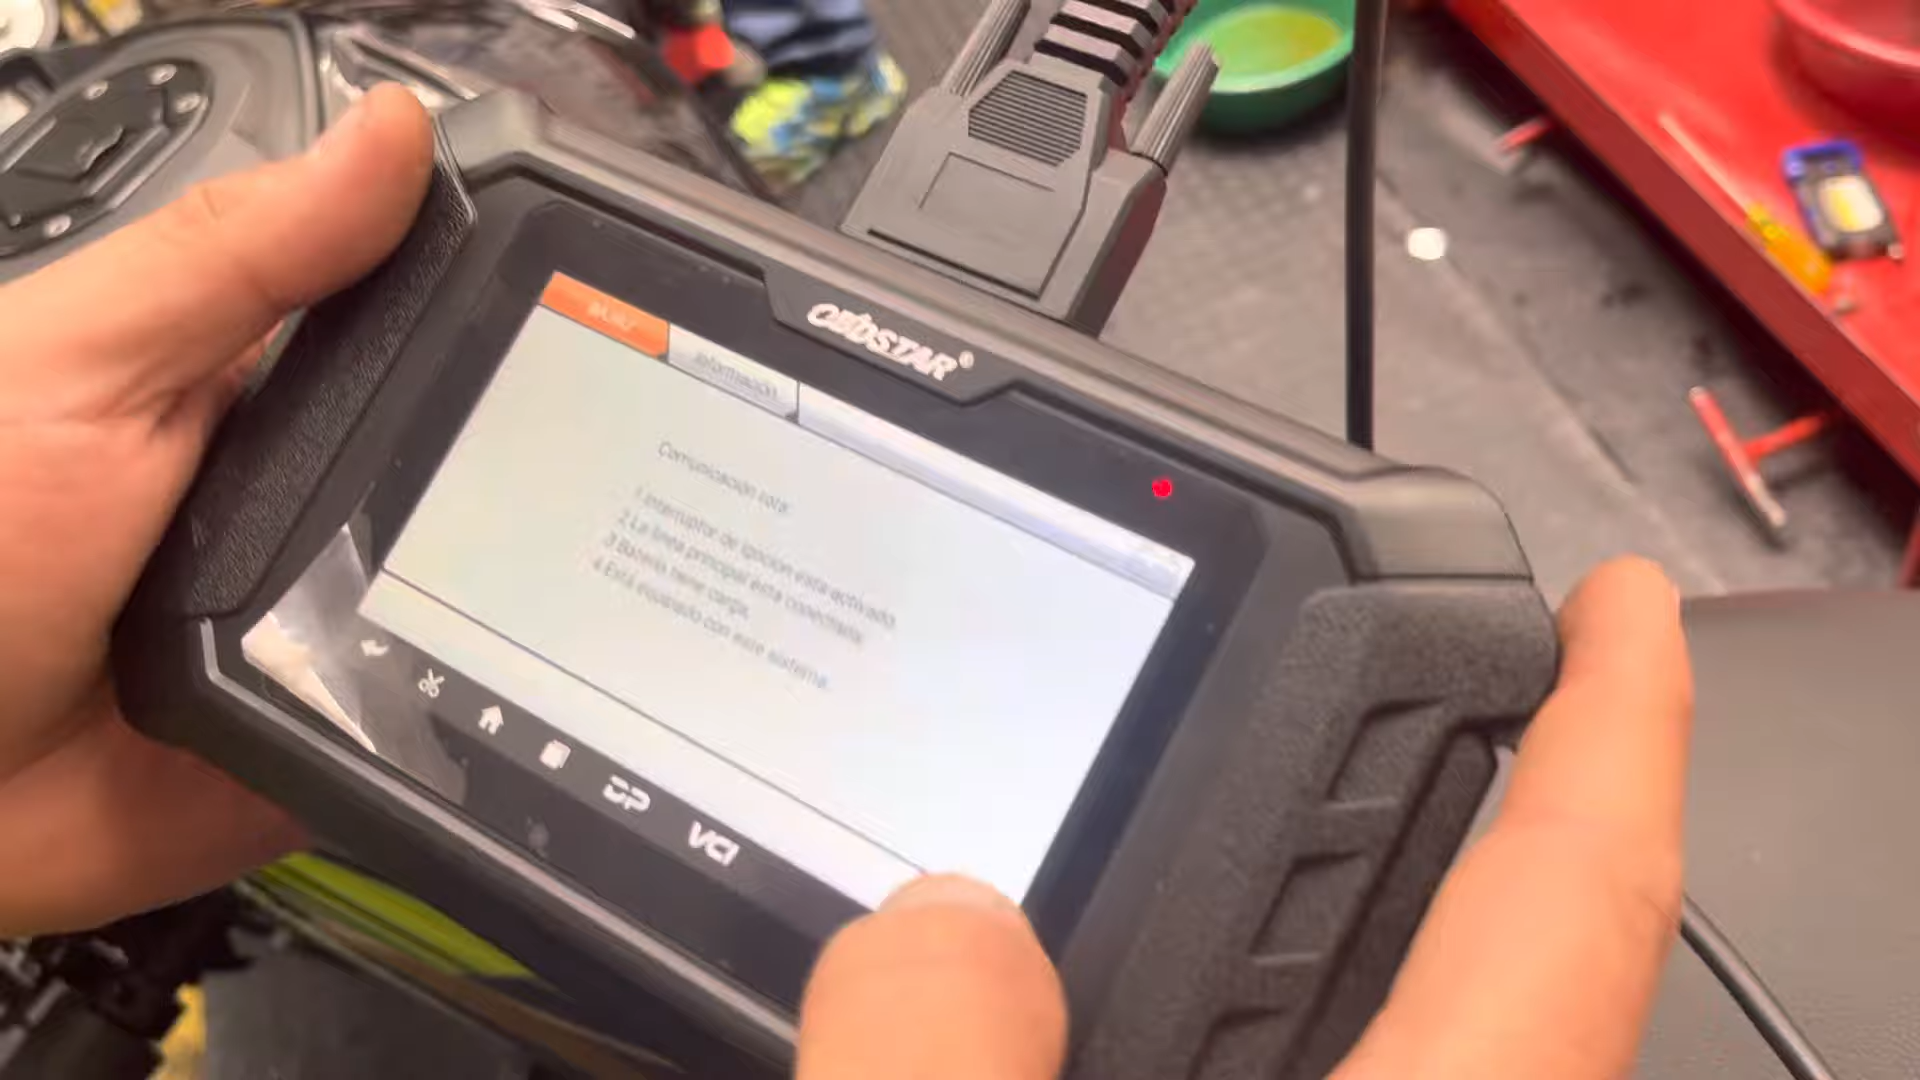 OBDSTAR®
Información
Comunicación rota:
1.Interruptor de ignición está activado.
2.La línea principal está conectada.
3.Batería tiene carga.
4.Está equipado con este sistema.
DP
VCI